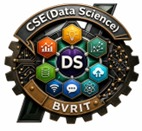 CSE(Data Science)
DS
BVRIT